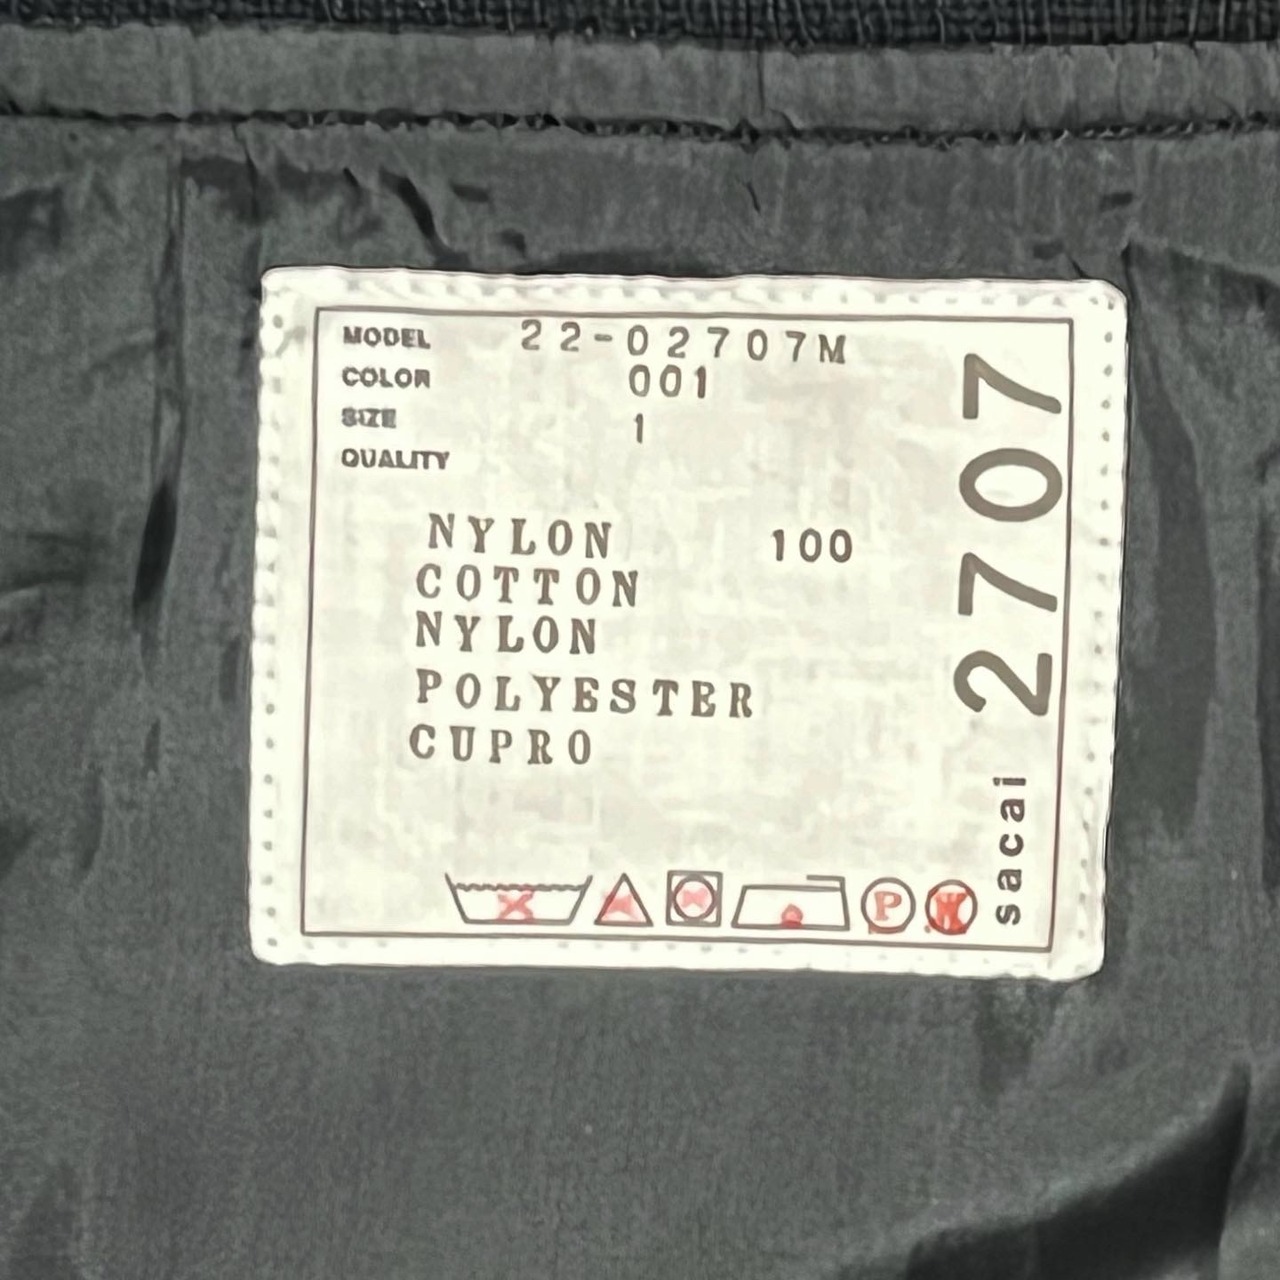 MODEL 22-02707M
COLOR 001
SIZE 1
QUALITY
NYLON 100
COTTON
NYLON
POLYESTER
CUPRO
P
sacai 2707